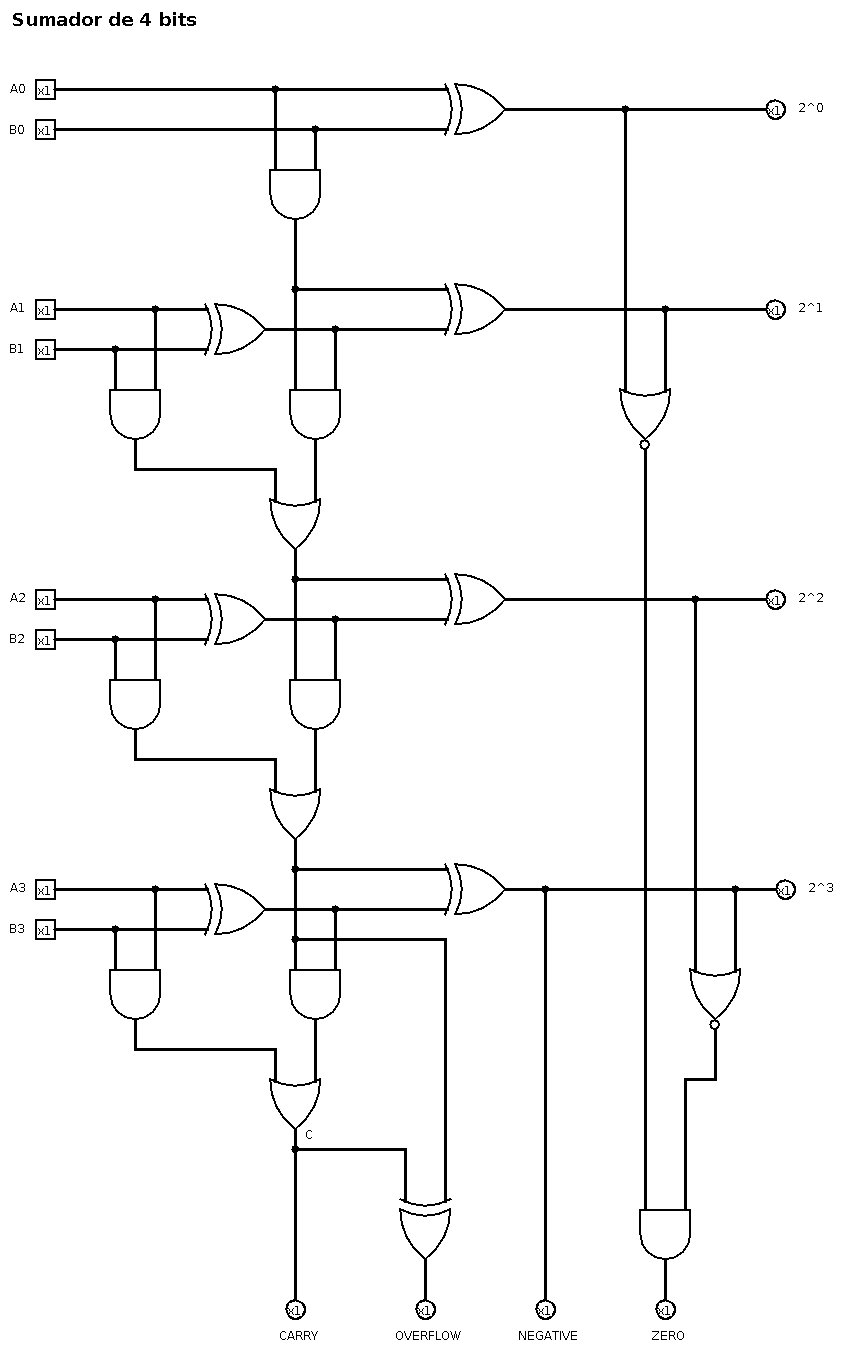 Sumador de 4 bits
A0 x1
x1 2^0
B0 x1
A1 x1
x1 2^1
B1 x1
A2 x1
x1 2^2
B2 x1
A3 x1
x1 2^3
B3 x1
C
x1 x1 x1 x1
CARRY OVERFLOW NEGATIVE ZERO